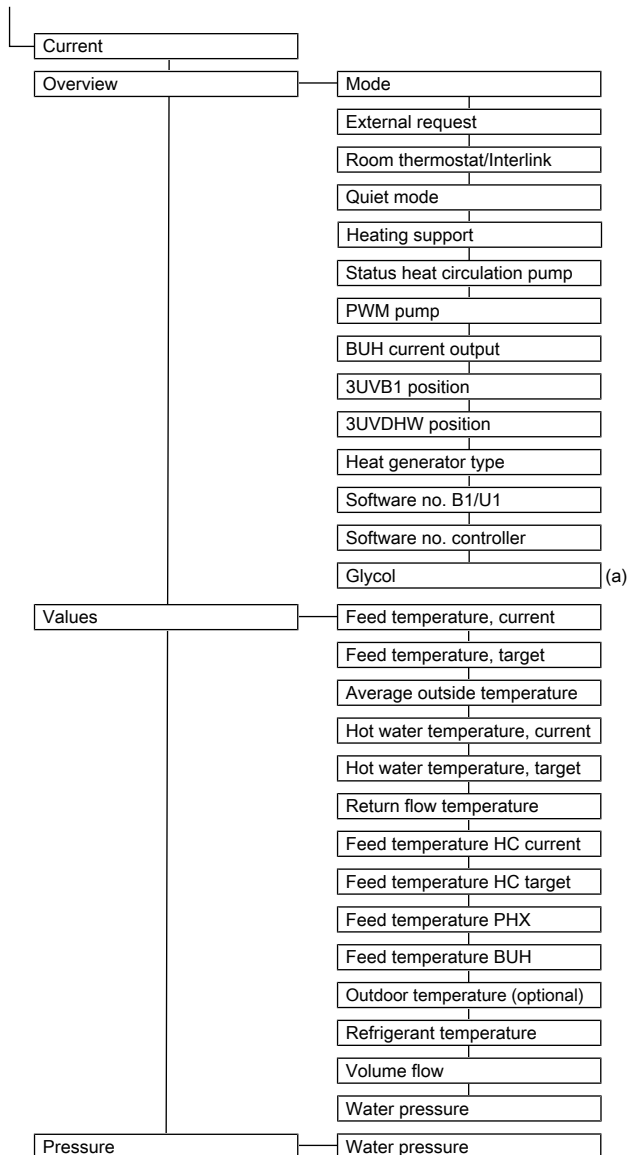 Current
Overview
Mode
External request
Room thermostat/Interlink
Quiet mode
Heating support
Status heat circulation pump
PWM pump
BUH current output
3UVB1 position
3UVDHW position
Heat generator type
Software no. B1/U1
Software no. controller
Glycol (a)
Values
Feed temperature, current
Feed temperature, target
Average outside temperature
Hot water temperature, current
Hot water temperature, target
Return flow temperature
Feed temperature HC current
Feed temperature HC target
Feed temperature PHX
Feed temperature BUH
Outdoor temperature (optional)
Refrigerant temperature
Volume flow
Water pressure
Pressure
Water pressure